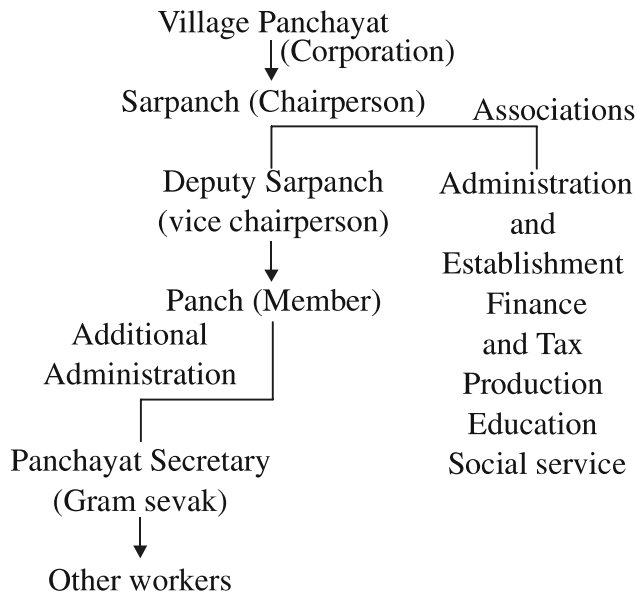 Village Panchayat
(Corporation)
Sarpanch (Chairperson)
Associations
Deputy Sarpanch
(vice chairperson)
Panch (Member)
Additional
Administration
Panchayat Secretary
(Gram sevak)
Other workers
Administration
and
Establishment
Finance
and Tax
Production
Education
Social service